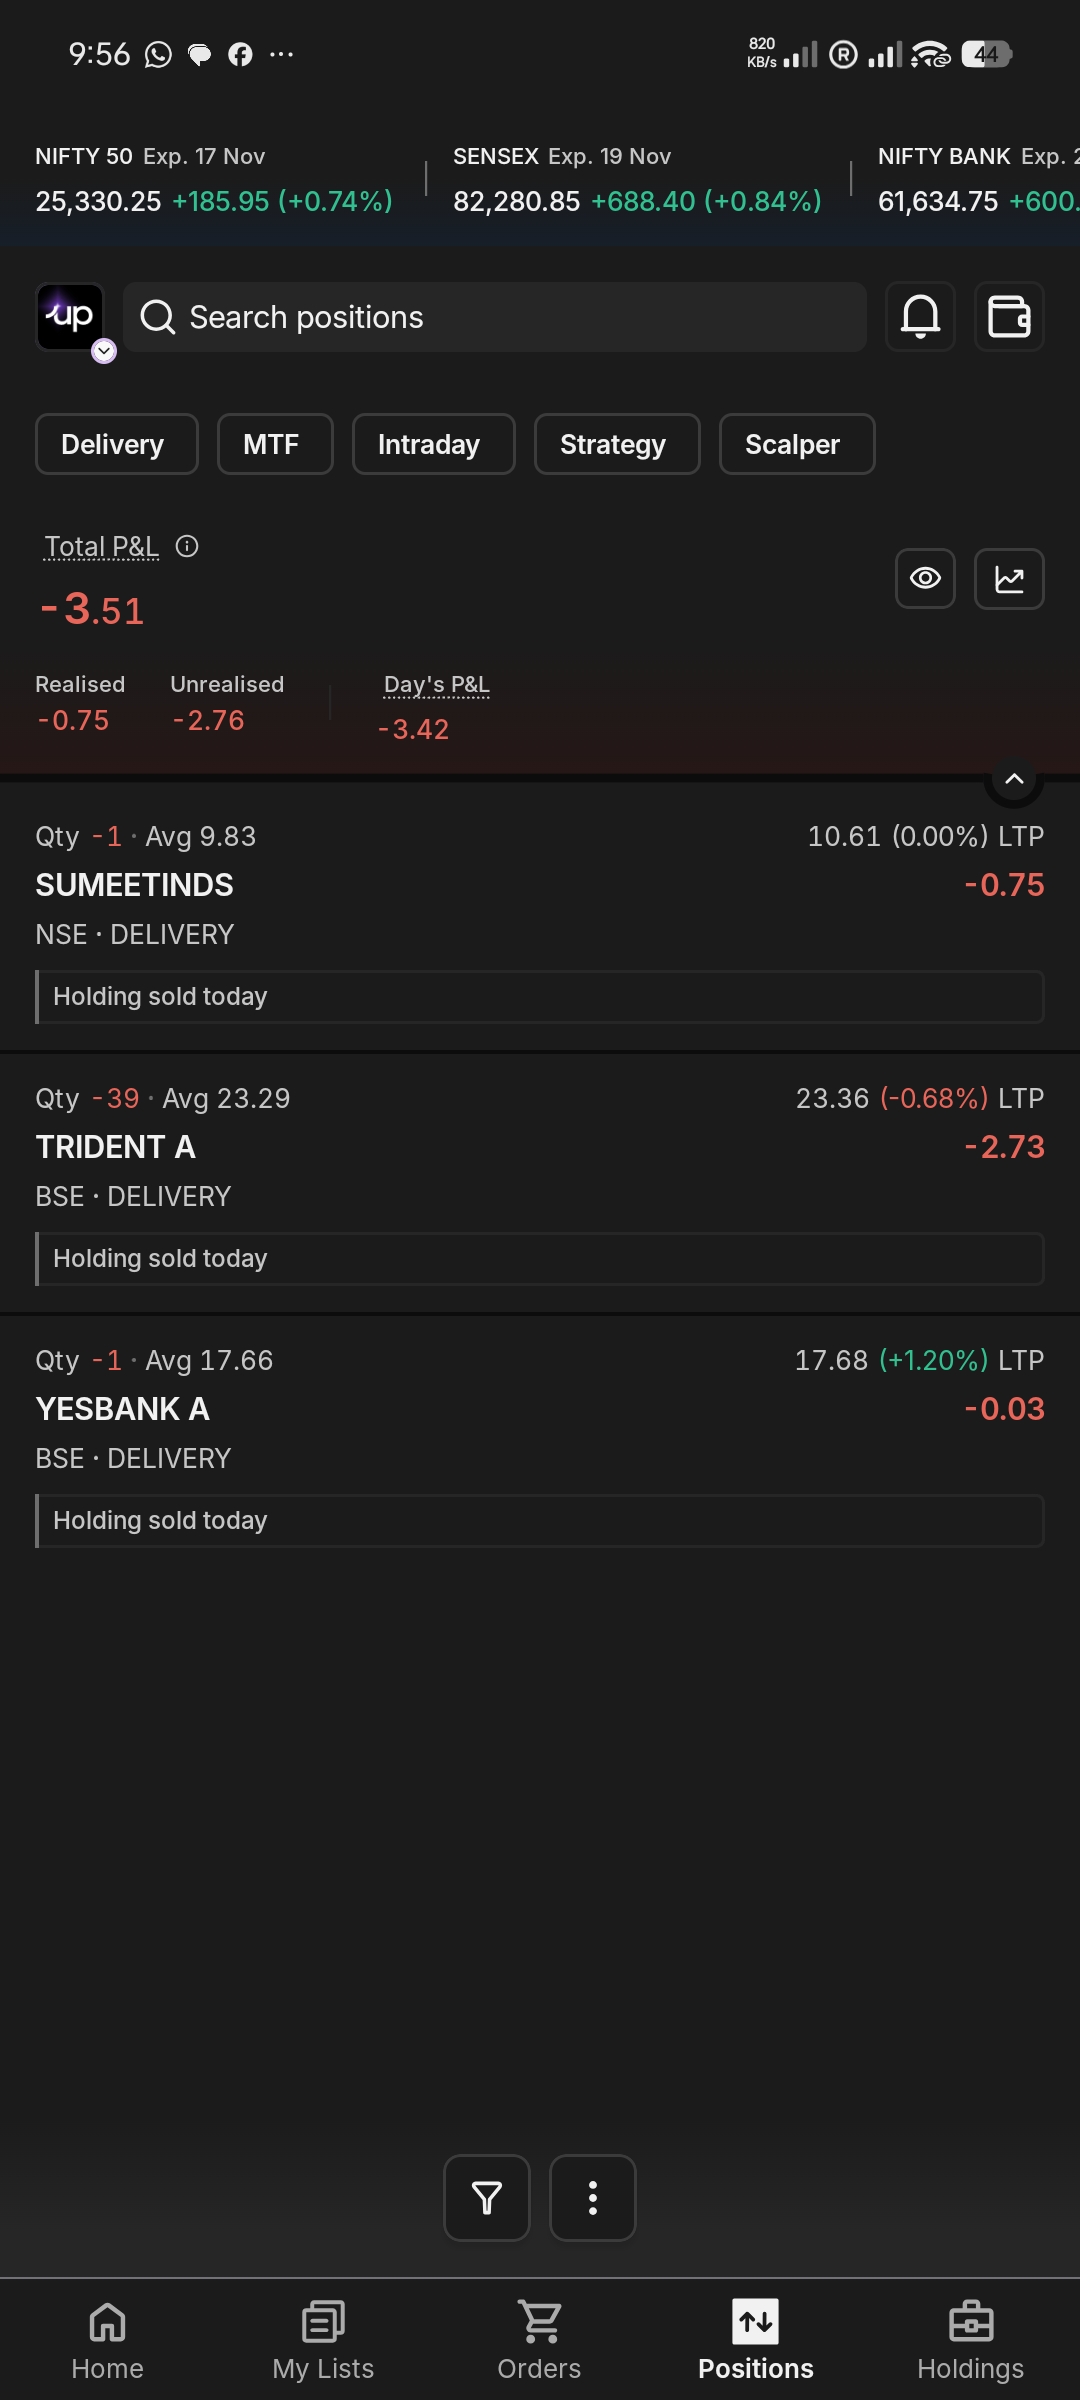 9:56
820
KB/s
R
44
NIFTY 50 Exp. 17 Nov
25,330.25 +185.95 (+0.74%)
SENSEX Exp. 19 Nov
82,280.85 +688.40 (+0.84%)
NIFTY BANK Exp. 2
61,634.75 +600.
up
Search positions
Delivery
MTF
Intraday
Strategy
Scalper
Total P&L
-3.51
Realised
-0.75
Unrealised
-2.76
Day's P&L
-3.42
Qty -1 · Avg 9.83
10.61 (0.00%) LTP
SUMEETINDS
-0.75
NSE · DELIVERY
Holding sold today
Qty -39 · Avg 23.29
23.36 (-0.68%) LTP
TRIDENT A
-2.73
BSE · DELIVERY
Holding sold today
Qty -1 · Avg 17.66
17.68 (+1.20%) LTP
YESBANK A
-0.03
BSE · DELIVERY
Holding sold today
Home
My Lists
Orders
Positions
Holdings